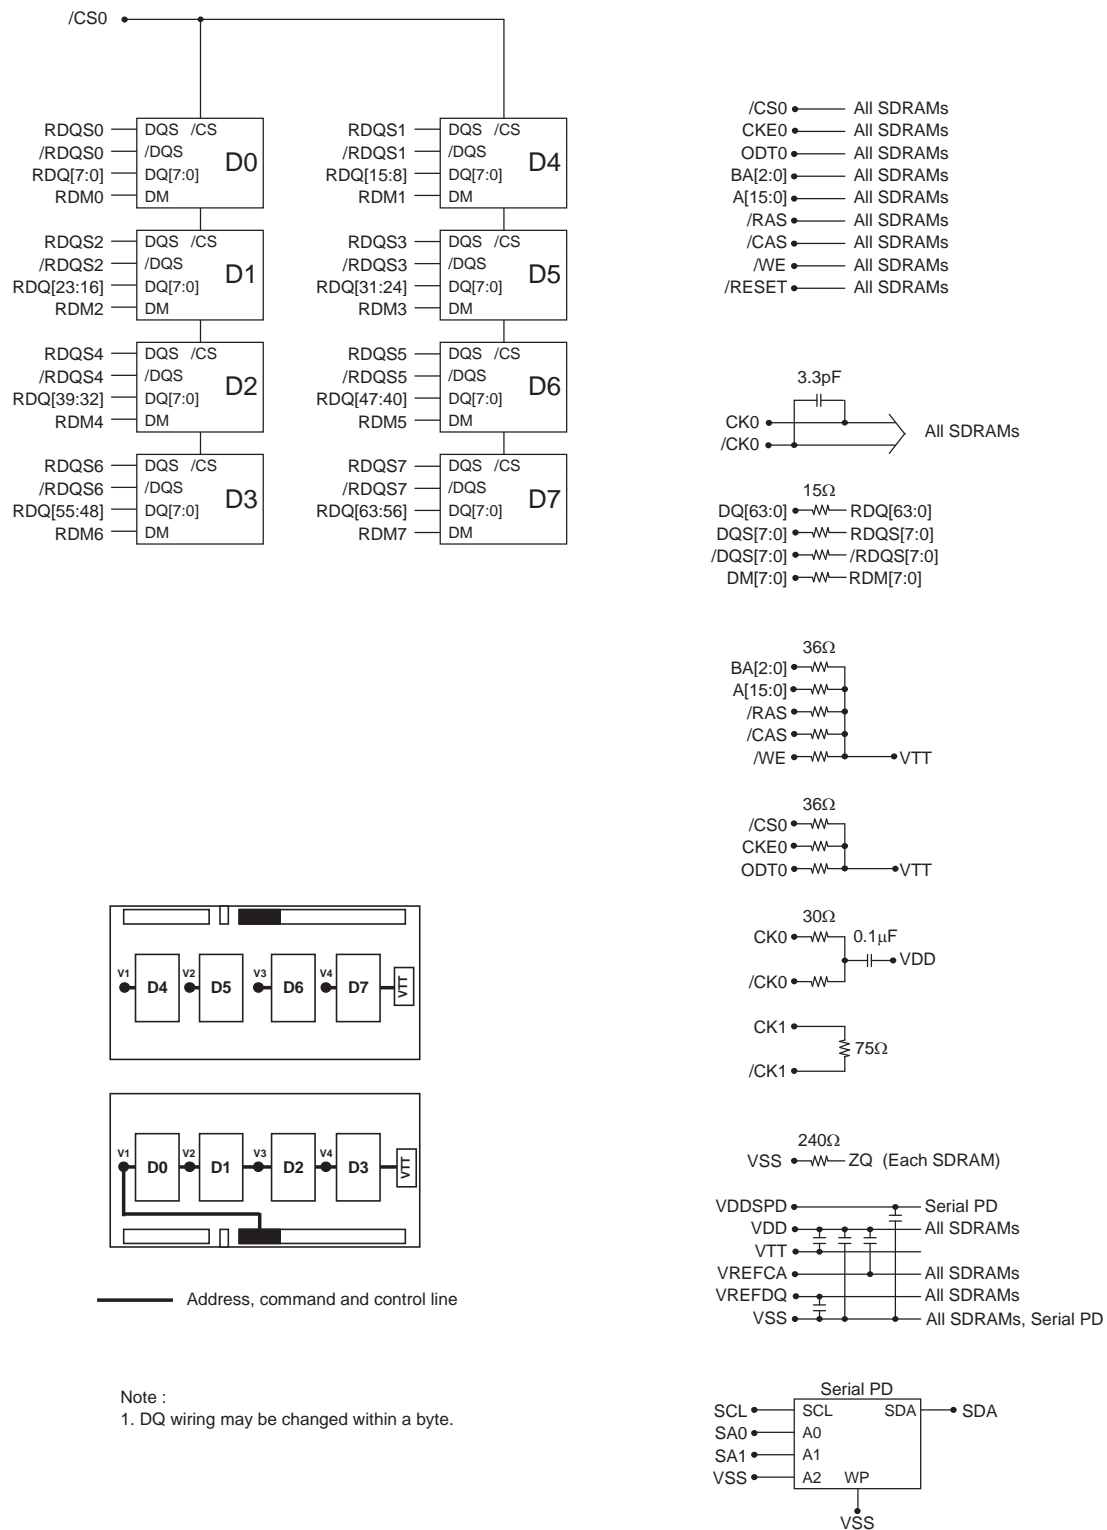 /CS0
RDQS0 DQS /CS
/RDQS0 /DQS
RDQ[7:0] DQ[7:0]
RDM0 DM
D0
RDQS2 DQS /CS
/RDQS2 /DQS
RDQ[23:16] DQ[7:0]
RDM2 DM
D1
RDQS4 DQS /CS
/RDQS4 /DQS
RDQ[39:32] DQ[7:0]
RDM4 DM
D2
RDQS6 DQS /CS
/RDQS6 /DQS
RDQ[55:48] DQ[7:0]
RDM6 DM
D3
RDQS1 DQS /CS
/RDQS1 /DQS
RDQ[15:8] DQ[7:0]
RDM1 DM
D4
RDQS3 DQS /CS
/RDQS3 /DQS
RDQ[31:24] DQ[7:0]
RDM3 DM
D5
RDQS5 DQS /CS
/RDQS5 /DQS
RDQ[47:40] DQ[7:0]
RDM5 DM
D6
RDQS7 DQS /CS
/RDQS7 /DQS
RDQ[63:56] DQ[7:0]
RDM7 DM
D7
/CS0 All SDRAMs
CKE0 All SDRAMs
ODT0 All SDRAMs
BA[2:0] All SDRAMs
A[15:0] All SDRAMs
/RAS All SDRAMs
/CAS All SDRAMs
/WE All SDRAMs
/RESET All SDRAMs
3.3pF
CK0
/CK0
All SDRAMs
15Ω
DQ[63:0] RDQ[63:0]
DQS[7:0] RDQS[7:0]
/DQS[7:0] /RDQS[7:0]
DM[7:0] RDM[7:0]
36Ω
BA[2:0]
A[15:0]
/RAS
/CAS
/WE VTT
36Ω
/CS0
CKE0
ODT0 VTT
30Ω
CK0 0.1μF
VDD
/CK0
CK1
75Ω
/CK1
240Ω
VSS ZQ (Each SDRAM)
VDDSPD Serial PD
VDD All SDRAMs
VTT
VREFCA All SDRAMs
VREFDQ All SDRAMs
VSS All SDRAMs, Serial PD
Serial PD
SCL SCL SDA SDA
SA0 A0
SA1 A1
VSS A2 WP
VSS
V1 D4 V2 D5 V3 D6 V4 D7 VTT
V1 D0 V2 D1 V3 D2 V4 D3 VTT
Address, command and control line
Note :
1. DQ wiring may be changed within a byte.